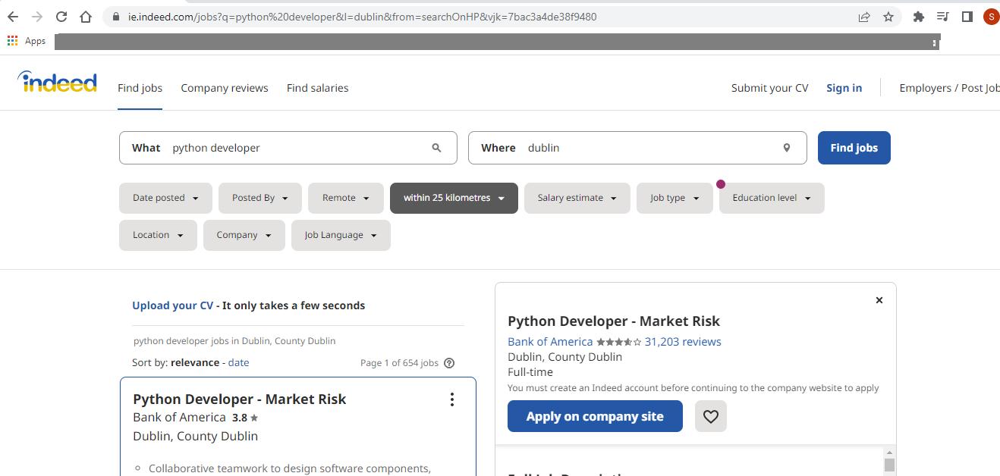 ie.indeed.com/jobs?q=python%20developer&l=dublin&from=searchOnHP&vjk=7bac3a4de38f9480
S
Apps
indeed
Find jobs Company reviews Find salaries Submit your CV Sign in Employers / Post Job
What python developer Where dublin Find jobs
Date posted Posted By Remote within 25 kilometres Salary estimate Job type Education level
Location Company Job Language
Upload your CV - It only takes a few seconds
python developer jobs in Dublin, County Dublin
Sort by: relevance - date Page 1 of 654 jobs ?
Python Developer - Market Risk
Bank of America 3.8
Dublin, County Dublin
Collaborative teamwork to design software components,
Python Developer - Market Risk
Bank of America 31,203 reviews
Dublin, County Dublin
Full-time
You must create an Indeed account before continuing to the company website to apply
Apply on company site